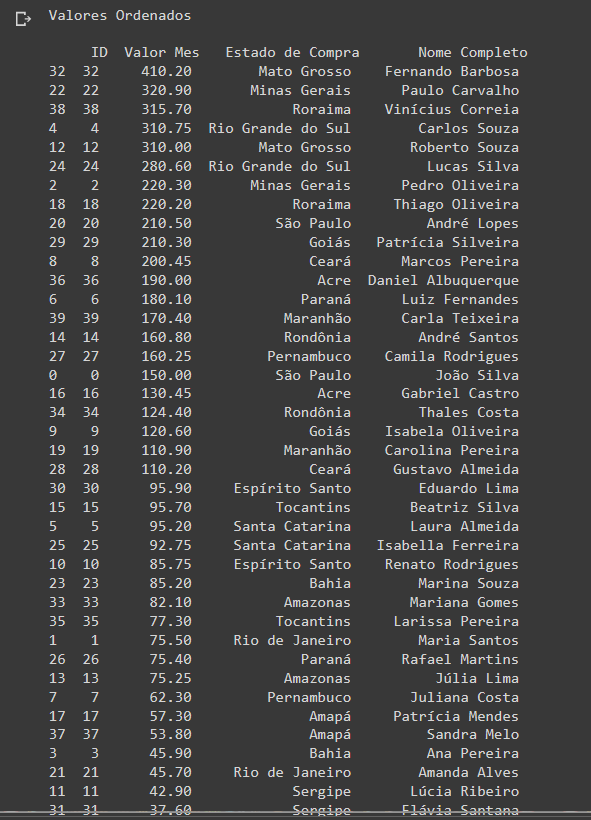 Valores Ordenados
ID Valor Mes Estado de Compra Nome Completo
32 32 410.20 Mato Grosso Fernando Barbosa
22 22 320.90 Minas Gerais Paulo Carvalho
38 38 315.70 Roraima Vinícius Correia
4 4 310.75 Rio Grande do Sul Carlos Souza
12 12 310.00 Mato Grosso Roberto Souza
24 24 280.60 Rio Grande do Sul Lucas Silva
2 2 220.30 Minas Gerais Pedro Oliveira
18 18 220.20 Roraima Thiago Oliveira
20 20 210.50 São Paulo André Lopes
29 29 210.30 Goiás Patrícia Silveira
8 8 200.45 Ceará Marcos Pereira
36 36 190.00 Acre Daniel Albuquerque
6 6 180.10 Paraná Luiz Fernandes
39 39 170.40 Maranhão Carla Teixeira
14 14 160.80 Rondônia André Santos
27 27 160.25 Pernambuco Camila Rodrigues
0 0 150.00 São Paulo João Silva
16 16 130.45 Acre Gabriel Castro
34 34 124.40 Rondônia Thales Costa
9 9 120.60 Goiás Isabela Oliveira
19 19 110.90 Maranhão Carolina Pereira
28 28 110.20 Ceará Gustavo Almeida
30 30 95.90 Espírito Santo Eduardo Lima
15 15 95.70 Tocantins Beatriz Silva
5 5 95.20 Santa Catarina Laura Almeida
25 25 92.75 Santa Catarina Isabella Ferreira
10 10 85.75 Espírito Santo Renato Rodrigues
23 23 85.20 Bahia Marina Souza
33 33 82.10 Amazonas Mariana Gomes
35 35 77.30 Tocantins Larissa Pereira
1 1 75.50 Rio de Janeiro Maria Santos
26 26 75.40 Paraná Rafael Martins
13 13 75.25 Amazonas Júlia Lima
7 7 62.30 Pernambuco Juliana Costa
17 17 57.30 Amapá Patrícia Mendes
37 37 53.80 Amapá Sandra Melo
3 3 45.90 Bahia Ana Pereira
21 21 45.70 Rio de Janeiro Amanda Alves
11 11 42.90 Sergipe Lúcia Ribeiro
31 31 37.60 Sergipe Flávia Santana